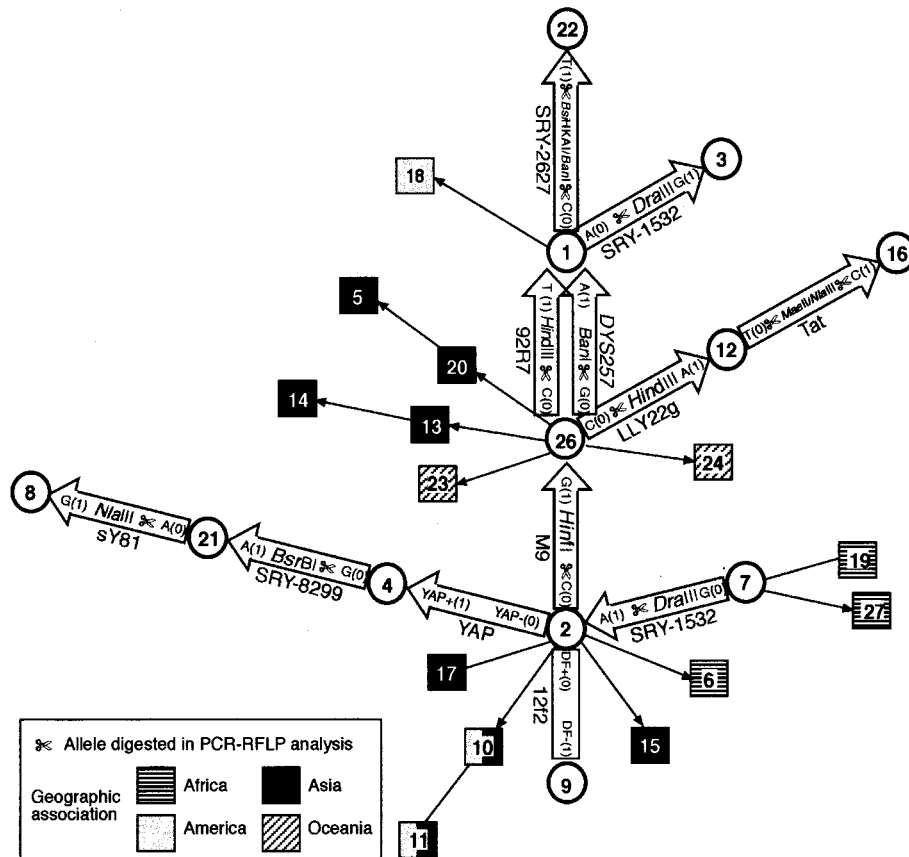 22
T(1) ✂ BsiHKAI/BanI ✂ C(0)
SRY-2627
3
A(0) ✂ DraIII G(1)
SRY-1532
18
1
16
T(0) ✂ MaeII/NlaIII ✂ C(1)
Tat
5
T(1) HindIII ✂ C(0)
92R7
A(1) BanI ✂ G(0)
DYS257
12
20
C(0) ✂ HindIII A(1)
LLY22g
14
13
26
23
24
8
G(1) NlaIII ✂ A(0)
sY81
21
A(1) BsrBI ✂ G(0)
SRY-8299
4
G(1) HinfI ✂ C(0)
M9
19
7
27
YAP+(1) YAP-(0)
YAP
A(1) ✂ DraIII G(0)
SRY-1532
2
17
6
DF+(0) DF-(1)
12f2
10
15
9
11
✂ Allele digested in PCR-RFLP analysis
Geographic association
Africa
Asia
America
Oceania